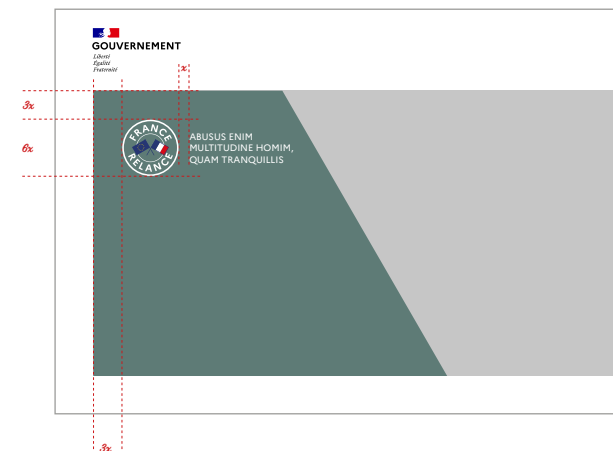 GOUVERNEMENT
Liberté
Égalité
Fraternité
x
3x
6x
FRANCE
RELANCE
ABUSUS ENIM
MULTITUDINE HOMIM,
QUAM TRANQUILLIS
3x